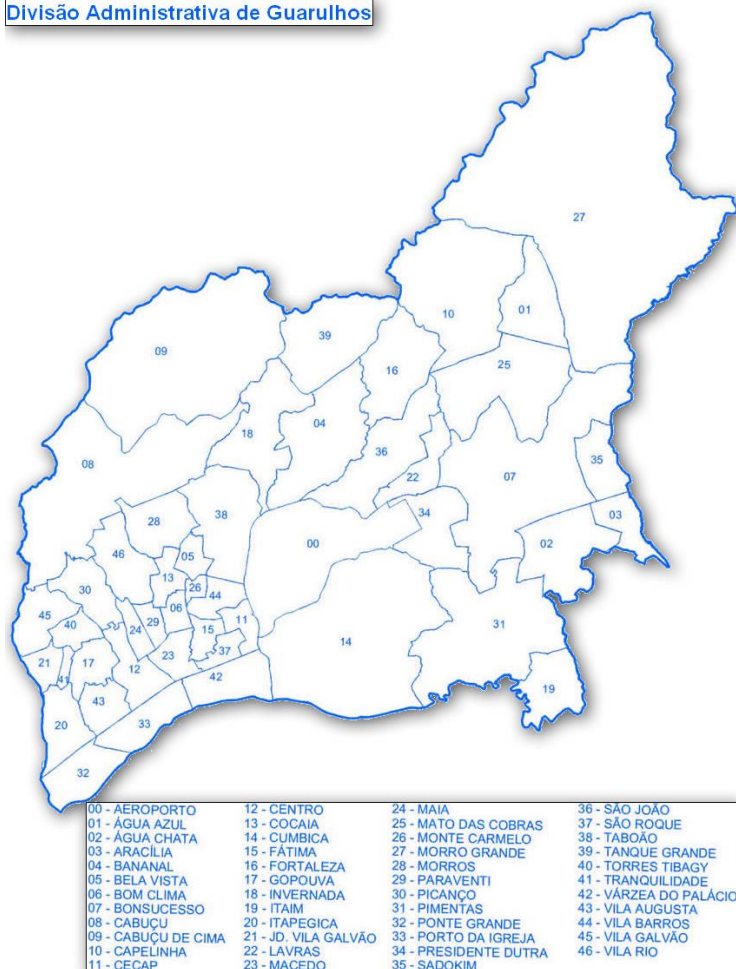 Divisão Administrativa de Guarulhos
27
10
01
39
09
16
25
04
18
36
08
22
07
35
34
38
28
03
00
02
46
05
13
26
30
44
06
45
29
11
40
24
15
31
14
37
23
21
17
12
41
42
19
43
20
33
32
00 - AEROPORTO
01 - ÁGUA AZUL
02 - ÁGUA CHATA
03 - ARACÍLIA
04 - BANANAL
05 - BELA VISTA
06 - BOM CLIMA
07 - BONSUCESSO
08 - CABUÇU
09 - CABUÇU DE CIMA
10 - CAPELINHA
11 - CECAP
12 - CENTRO
13 - COCAIA
14 - CUMBICA
15 - FÁTIMA
16 - FORTALEZA
17 - GOPOUVA
18 - INVERNADA
19 - ITAIM
20 - ITAPEGICA
21 - JD. VILA GALVÃO
22 - LAVRAS
23 - MACEDO
24 - MAIA
25 - MATO DAS COBRAS
26 - MONTE CARMELO
27 - MORRO GRANDE
28 - MORROS
29 - PARAVENTI
30 - PICANÇO
31 - PIMENTAS
32 - PONTE GRANDE
33 - PORTO DA IGREJA
34 - PRESIDENTE DUTRA
35 - SADOKIM
36 - SÃO JOÃO
37 - SÃO ROQUE
38 - TABOÃO
39 - TANQUE GRANDE
40 - TORRES TIBAGY
41 - TRANQUILIDADE
42 - VÁRZEA DO PALÁCIO
43 - VILA AUGUSTA
44 - VILA BARROS
45 - VILA GALVÃO
46 - VILA RIO